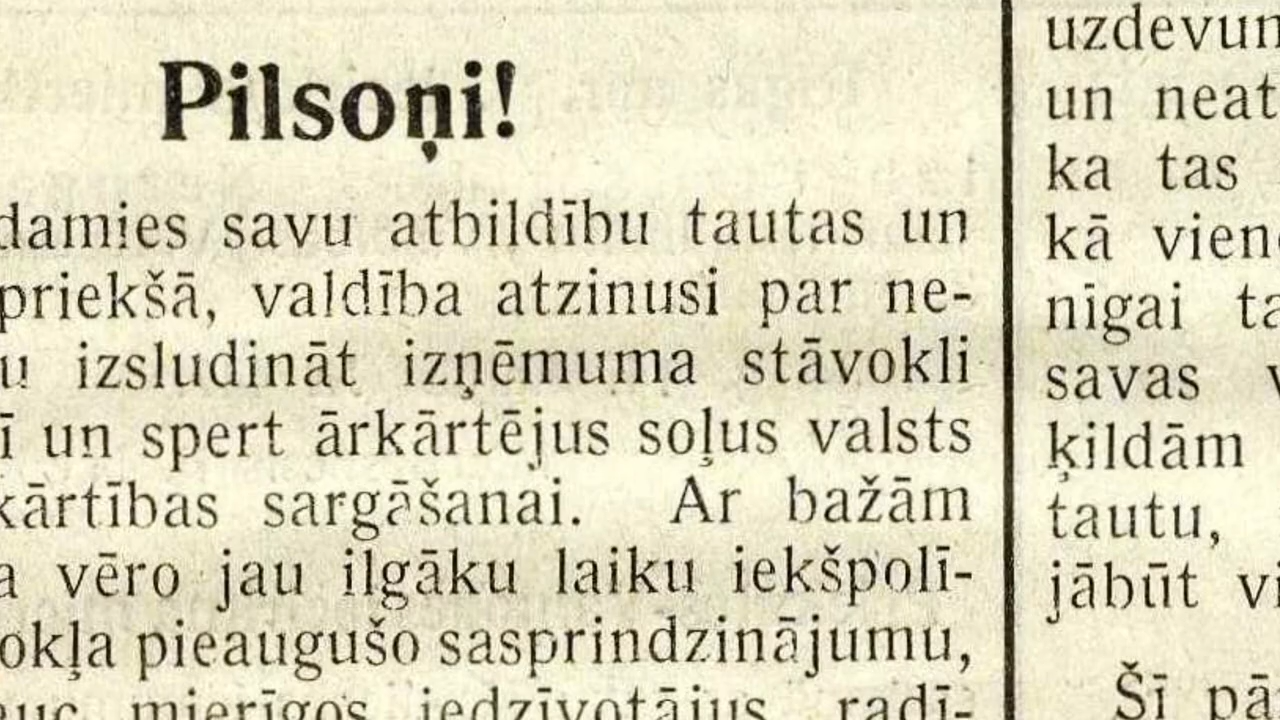 Pilsoņi!
damies savu atbildību tautas un
priekšā, valdība atzinusi par ne-
u izsludināt izņēmuma stāvokli
ī un spert ārkārtējus soļus valsts
kārtības sargāšanai. Ar bažām
a vēro jau ilgāku laiku iekšpolī-
okļa pieaugušo sasprindzinājumu,
mierīgos iedzīvotājus radī-
uzdevum
un neat
ka tas
kā vien
nīgai ta
savas v
ķildām
tautu,
jābūt vi
Šī pā